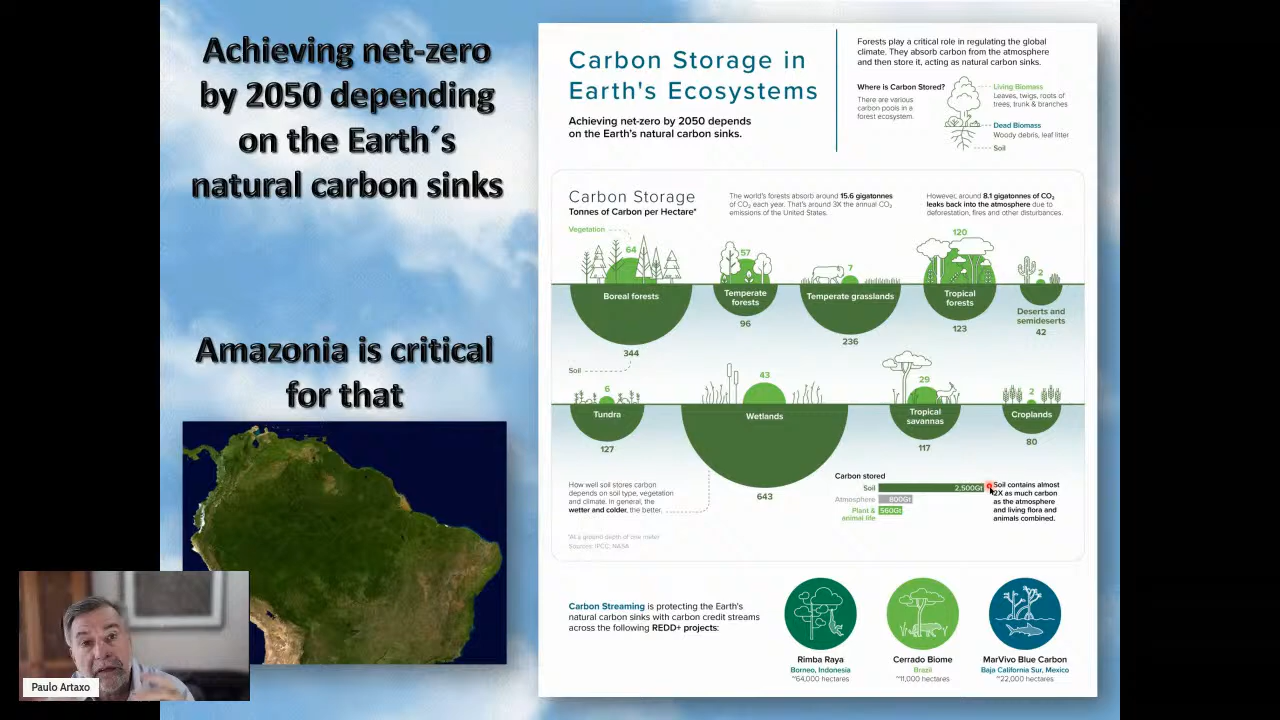 Achieving net-zero
by 2050 depending
on the Earth´s
natural carbon sinks
Amazonia is critical
for that
Paulo Artaxo
Carbon Storage in
Earth's Ecosystems
Achieving net-zero by 2050 depends
on the Earth's natural carbon sinks.
Forests play a critical role in regulating the global
climate. They absorb carbon from the atmosphere
and then store it, acting as natural carbon sinks.
Where is Carbon Stored?
There are various
carbon pools in a
forest ecosystem.
Living Biomass
Leaves, twigs, roots of
trees, trunk & branches
Dead Biomass
Woody debris, leaf litter
Soil
Carbon Storage
Tonnes of Carbon per Hectare*
The world's forests absorb around 15.6 gigatonnes
of CO₂ each year. That's around 3X the annual CO₂
emissions of the United States.
However, around 8.1 gigatonnes of CO₂
leaks back into the atmosphere due to
deforestation, fires and other disturbances.
Vegetation
64
57
7
120
2
Boreal forests
Temperate
forests
Temperate grasslands
Tropical
forests
Deserts and
semideserts
344
96
236
123
42
Soil
6
43
29
2
Tundra
Wetlands
Tropical
savannas
Croplands
127
643
117
80
How well soil stores carbon
depends on soil type, vegetation
and climate, in general, the
wetter and colder, the better.
Carbon stored
Soil 2,500Gt
Atmosphere 800Gt
Plant &
animal life 560Gt
Soil contains almost
2X as much carbon
as the atmosphere
and living flora and
animals combined.
*At a ground depth of one meter
Sources: IPCC, NASA
Carbon Streaming is protecting the Earth's
natural carbon sinks with carbon credit streams
across the following REDD+ projects:
Rimba Raya
Borneo, Indonesia
~64,000 hectares
Cerrado Biome
Brazil
~11,000 hectares
MarVivo Blue Carbon
Baja California Sur, Mexico
~22,000 hectares